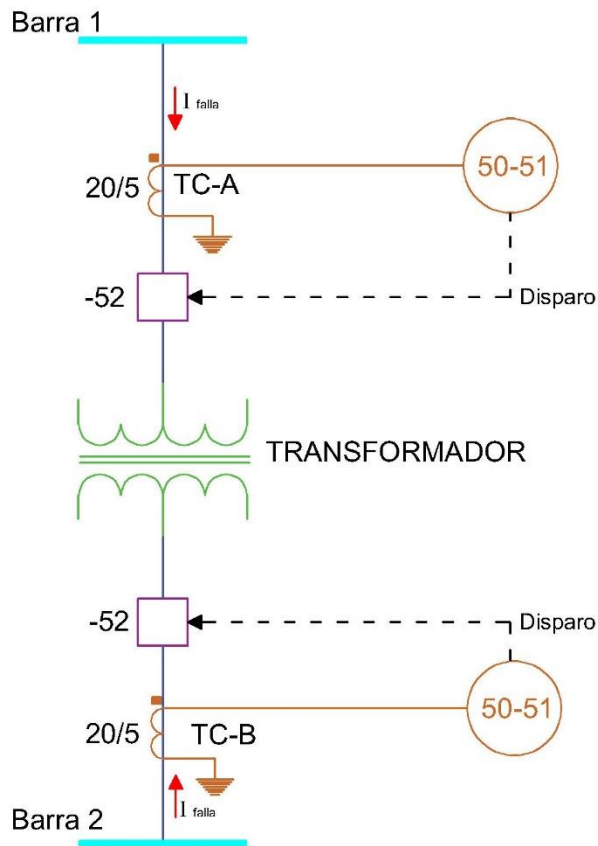 Barra 1
I falla
20/5
TC-A
50-51
-52
Disparo
TRANSFORMADOR
-52
Disparo
50-51
20/5
TC-B
I falla
Barra 2